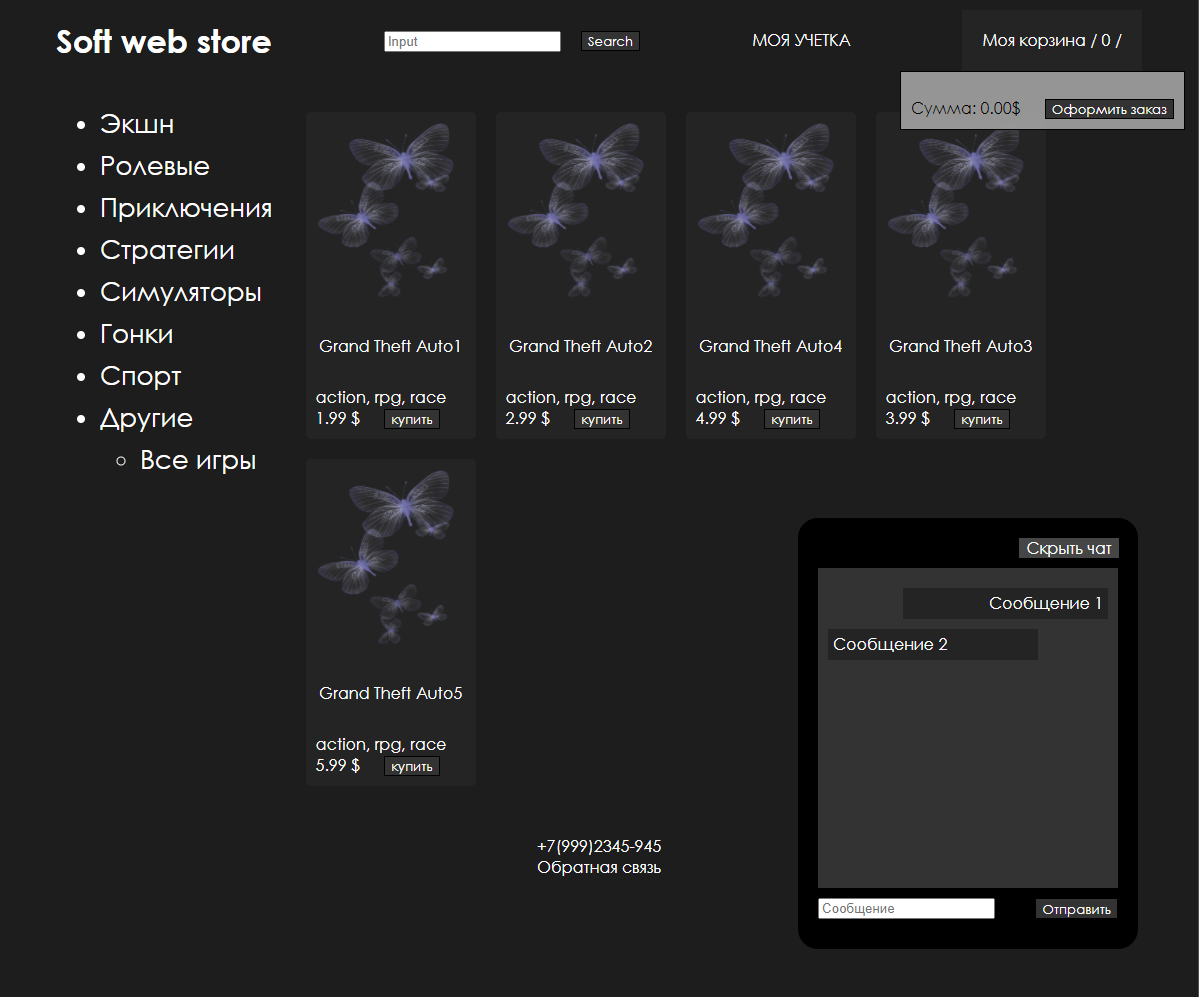 Soft web store
Input
Search
МОЯ УЧЕТКА
Моя корзина / 0 /
Сумма: 0.00$
Оформить заказ
Экшн
Ролевые
Приключения
Стратегии
Симуляторы
Гонки
Спорт
Другие
Все игры
Grand Theft Auto1
action, rpg, race
1.99 $ купить
Grand Theft Auto2
action, rpg, race
2.99 $ купить
Grand Theft Auto4
action, rpg, race
4.99 $ купить
Grand Theft Auto3
action, rpg, race
3.99 $ купить
Grand Theft Auto5
action, rpg, race
5.99 $ купить
Скрыть чат
Сообщение 1
Сообщение 2
Сообщение
Отправить
+7(999)2345-945
Обратная связь